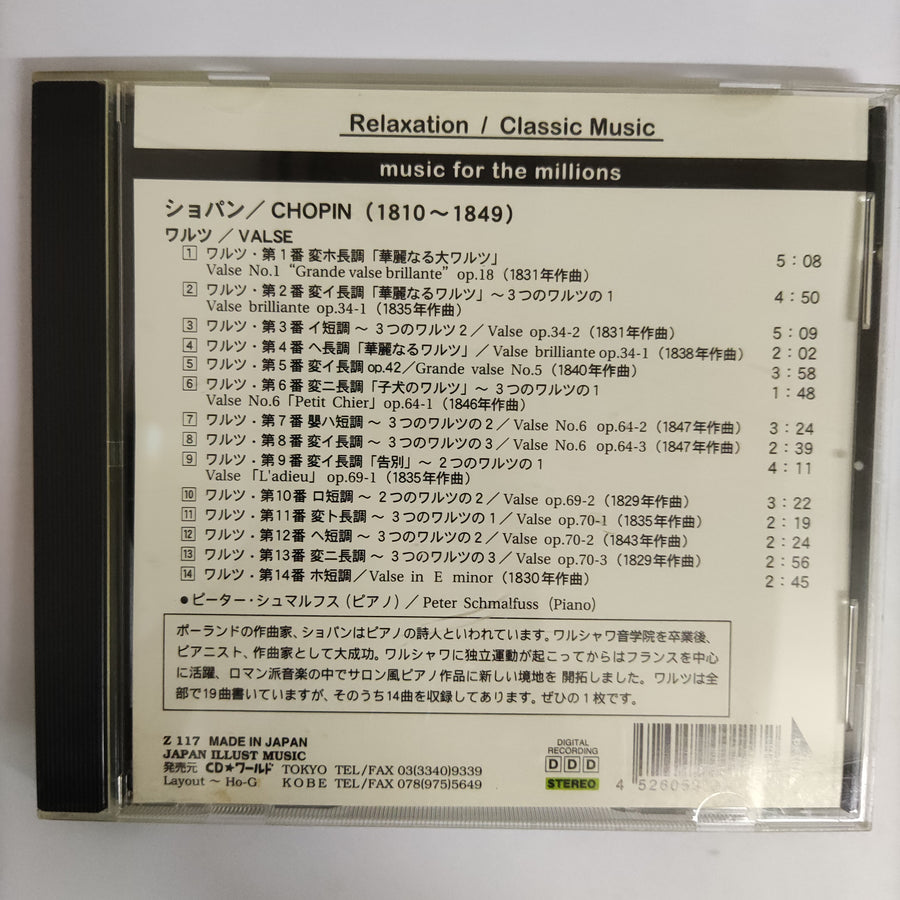 Relaxation / Classic Music
music for the millions
ショパン／CHOPIN（1810～1849）
ワルツ／VALSE
1 ワルツ・第1番 変ホ長調「華麗なる大ワルツ」 5：08
Valse No.1 “Grande valse brillante” op.18（1831年作曲）
2 ワルツ・第2番 変イ長調「華麗なるワルツ」～3つのワルツの1 4：50
Valse brillante op.34-1（1835年作曲）
3 ワルツ・第3番 イ短調～ 3つのワルツ2／Valse op.34-2（1831年作曲） 5：09
4 ワルツ・第4番 ヘ長調「華麗なるワルツ」／Valse brilliante op.34-1（1838年作曲） 2：02
5 ワルツ・第5番 変イ長調 op.42／Grande valse No.5（1840年作曲） 3：58
6 ワルツ・第6番 変ニ長調「子犬のワルツ」～3つのワルツの1 1：48
Valse No.6 “Petit Chier” op.64-1（1846年作曲）
7 ワルツ・第7番 嬰ハ短調～ 3つのワルツの2／Valse No.6 op.64-2（1847年作曲） 3：24
8 ワルツ・第8番 変イ長調～ 3つのワルツの3／Valse No.6 op.64-3（1847年作曲） 2：39
9 ワルツ・第9番 変イ長調「告別」～ 2つのワルツの1 4：11
Valse「L'adieu」op.69-1（1835年作曲）
10 ワルツ・第10番 ロ短調～ 2つのワルツの2／Valse op.69-2（1829年作曲） 3：22
11 ワルツ・第11番 変ト長調～ 3つのワルツの1／Valse op.70-1（1835年作曲） 2：19
12 ワルツ・第12番 ヘ短調～ 3つのワルツの2／Valse op.70-2（1843年作曲） 2：24
13 ワルツ・第13番 変ニ長調～ 3つのワルツの3／Valse op.70-3（1829年作曲） 2：56
14 ワルツ・第14番 ホ短調／Valse in E minor（1830年作曲） 2：45
●ピーター・シュマルフス（ピアノ）／Peter Schmalfuss（Piano）
ポーランドの作曲家、ショパンはピアノの詩人といわれています。ワルシャワ音学院を卒業後、
ピアニスト、作曲家として大成功。ワルシャワに独立運動が起こってからはフランスを中心
に活躍、ロマン派音楽の中でサロン風ピアノ作品に新しい境地を 開拓しました。ワルツは全
部で19曲書いていますが、そのうち14曲を収録してあります。ぜひの1枚です。
Z 117 MADE IN JAPAN
JAPAN ILLUST MUSIC
発売元 CD★ワールド TOKYO TEL/FAX 03(3340)9339
Layout ～ Ho-G KOBE TEL/FAX 078(975)5649
DIGITAL
RECORDING
D D D
STEREO
4 52605